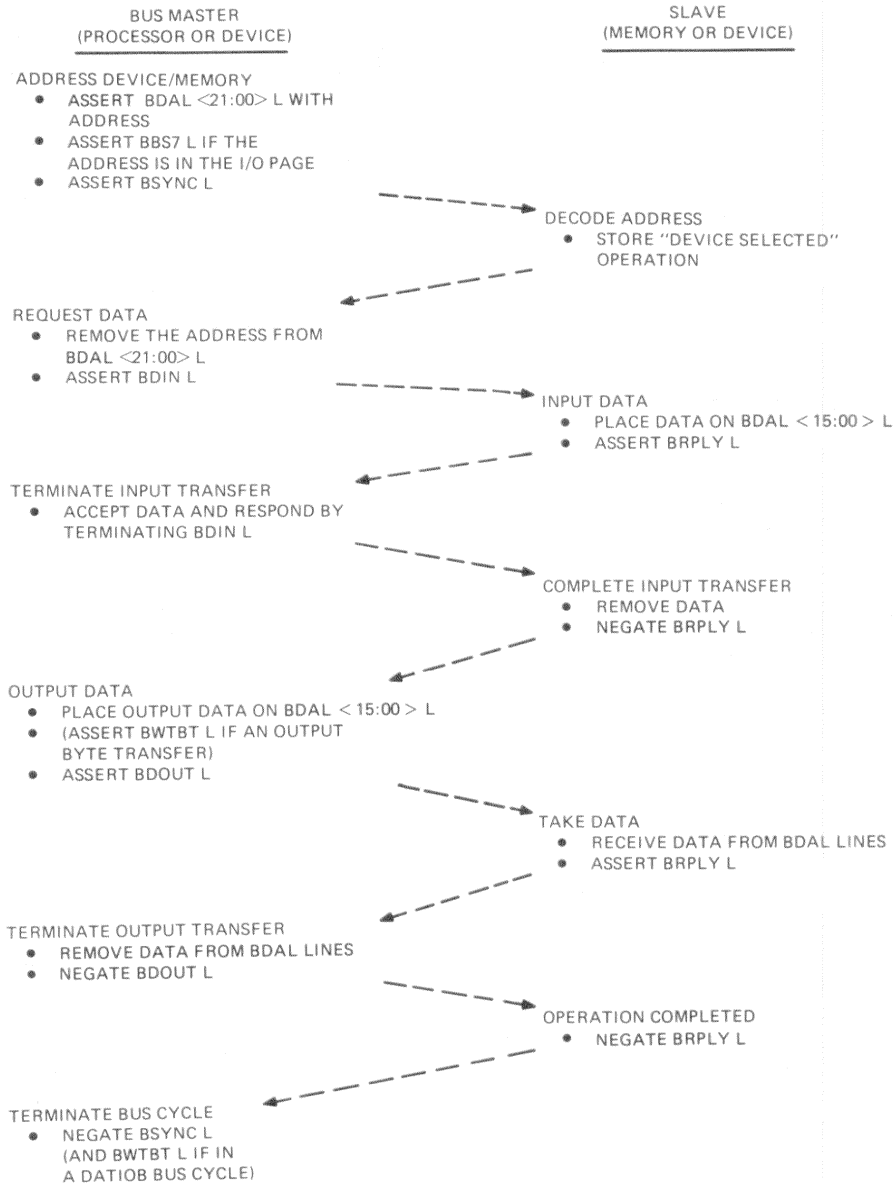 BUS MASTER
(PROCESSOR OR DEVICE)
SLAVE
(MEMORY OR DEVICE)
ADDRESS DEVICE/MEMORY
• ASSERT BDAL <21:00> L WITH
ADDRESS
• ASSERT BBS7 L IF THE
ADDRESS IS IN THE I/O PAGE
• ASSERT BSYNC L
DECODE ADDRESS
• STORE "DEVICE SELECTED"
OPERATION
REQUEST DATA
• REMOVE THE ADDRESS FROM
BDAL <21:00> L
• ASSERT BDIN L
INPUT DATA
• PLACE DATA ON BDAL < 15:00 > L
• ASSERT BRPLY L
TERMINATE INPUT TRANSFER
• ACCEPT DATA AND RESPOND BY
TERMINATING BDIN L
COMPLETE INPUT TRANSFER
• REMOVE DATA
• NEGATE BRPLY L
OUTPUT DATA
• PLACE OUTPUT DATA ON BDAL < 15:00 > L
• (ASSERT BWTBT L IF AN OUTPUT
BYTE TRANSFER)
• ASSERT BDOUT L
TAKE DATA
• RECEIVE DATA FROM BDAL LINES
• ASSERT BRPLY L
TERMINATE OUTPUT TRANSFER
• REMOVE DATA FROM BDAL LINES
• NEGATE BDOUT L
OPERATION COMPLETED
• NEGATE BRPLY L
TERMINATE BUS CYCLE
• NEGATE BSYNC L
(AND BWTBT L IF IN
A DATIOB BUS CYCLE)